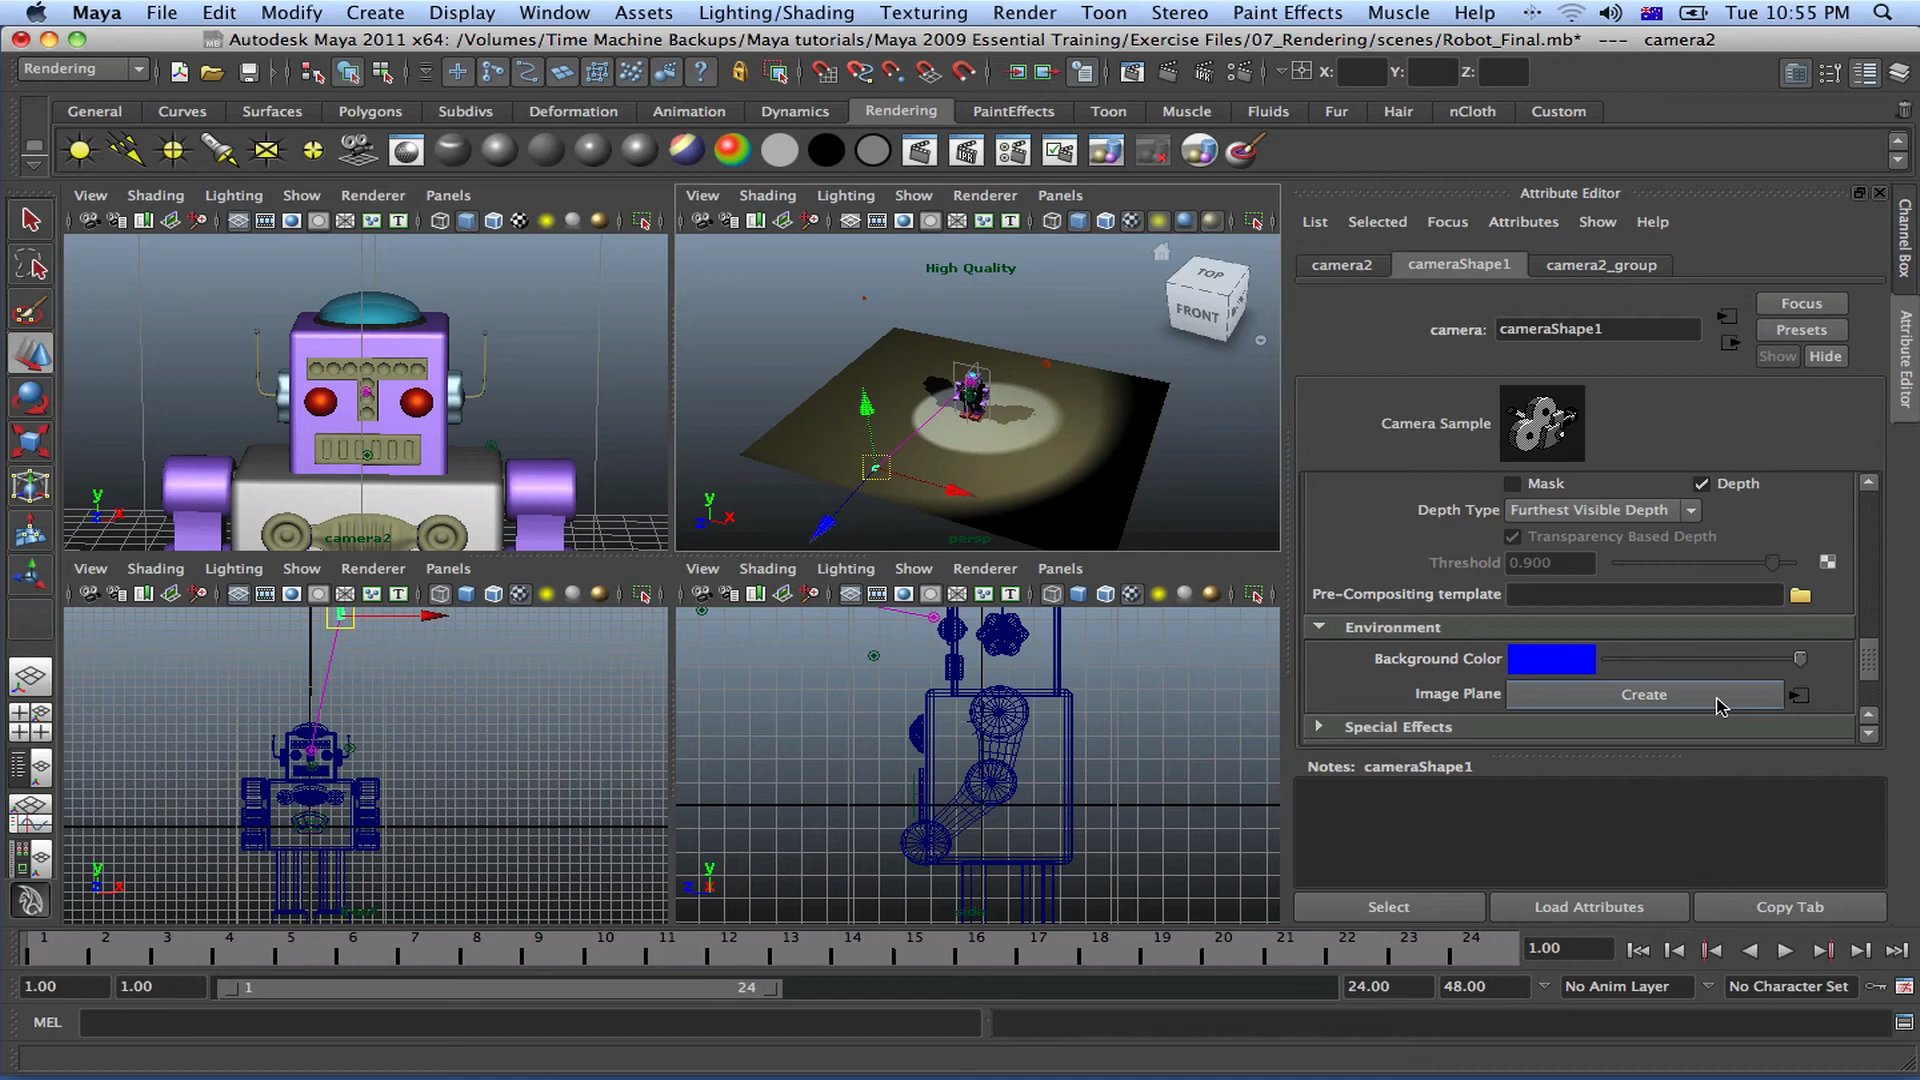 Maya File Edit Modify Create Display Window Assets Lighting/Shading Texturing Render Toon Stereo Paint Effects Muscle Help Tue 10:55 PM
Autodesk Maya 2011 x64: /Volumes/Time Machine Backups/Maya tutorials/Maya 2009 Essential Training/Exercise Files/07_Rendering/scenes/Robot_Final.mb* --- camera2
Rendering X: Y: Z:
General Curves Surfaces Polygons Subdivs Deformation Animation Dynamics Rendering PaintEffects Toon Muscle Fluids Fur Hair nCloth Custom
View Shading Lighting Show Renderer Panels
View Shading Lighting Show Renderer Panels
High Quality
TOP
FRONT
camera2
persp
y
z
x
y
z
x
View Shading Lighting Show Renderer Panels
View Shading Lighting Show Renderer Panels
y
z
x
y
z
x
side
Attribute Editor
List Selected Focus Attributes Show Help
camera2 cameraShape1 camera2_group
camera: cameraShape1
Focus
Presets
Show Hide
Camera Sample
Mask Depth
Depth Type Furthest Visible Depth
Transparency Based Depth
Threshold 0.900
Pre-Compositing template
Environment
Background Color
Image Plane Create
Special Effects
Notes: cameraShape1
Select Load Attributes Copy Tab
Channel Box
Attribute Editor
1 2 3 4 5 6 7 8 9 10 11 12 13 14 15 16 17 18 19 20 21 22 23 24 1.00
1.00 1.00 1 24 24.00 48.00 No Anim Layer No Character Set
MEL